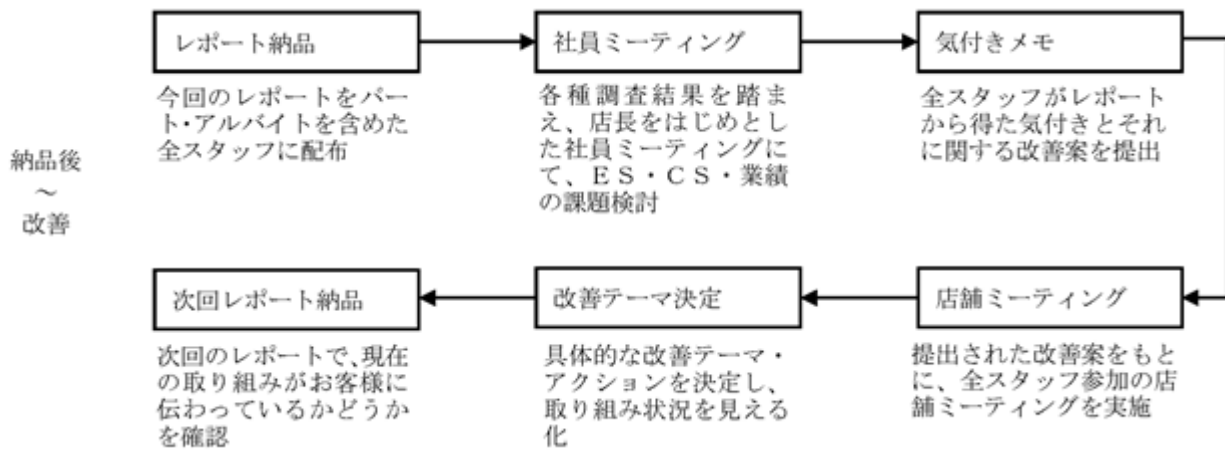 レポート納品
今回のレポートをパー
ト・アルバイトを含めた
全スタッフに配布
社員ミーティング
各種調査結果を踏ま
え、店長をはじめとし
た社員ミーティングに
て、ＥＳ・ＣＳ・業績
の課題検討
気付きメモ
全スタッフがレポート
から得た気付きとそれ
に関する改善案を提出
納品後
～
改善
店舗ミーティング
提出された改善案をもと
に、全スタッフ参加の店
舗ミーティングを実施
改善テーマ決定
具体的な改善テーマ・
アクションを決定し、
取り組み状況を見える
化
次回レポート納品
次回のレポートで、現在
の取り組みがお客様に
伝わっているかどうか
を確認